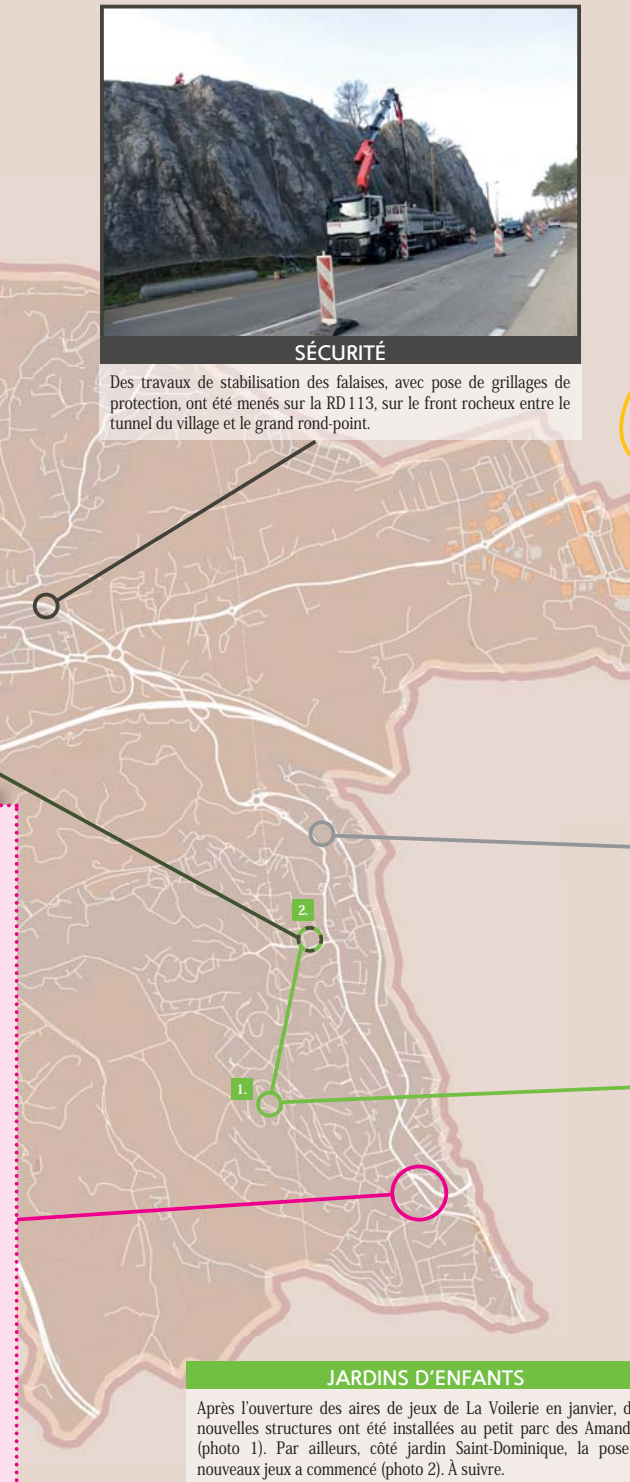 SÉCURITÉ
Des travaux de stabilisation des falaises, avec pose de grillages de
protection, ont été menés sur la RD 113, sur le front rocheux entre le
tunnel du village et le grand rond-point.
2.
1.
JARDINS D’ENFANTS
Après l’ouverture des aires de jeux de La Voilerie en janvier, d
nouvelles structures ont été installées au petit parc des Amand
(photo 1). Par ailleurs, côté jardin Saint-Dominique, la pose
nouveaux jeux a commencé (photo 2). À suivre.